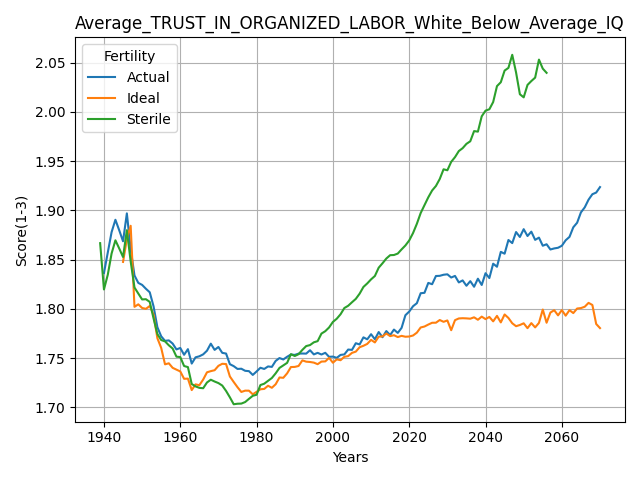 Average_TRUST_IN_ORGANIZED_LABOR_White_Below_Average_IQ
Fertility
Actual
Ideal
Sterile
2.05
2.00
1.95
1.90
1.85
1.80
1.75
1.70
Score(1-3)
1940
1960
1980
2000
2020
2040
2060
Years